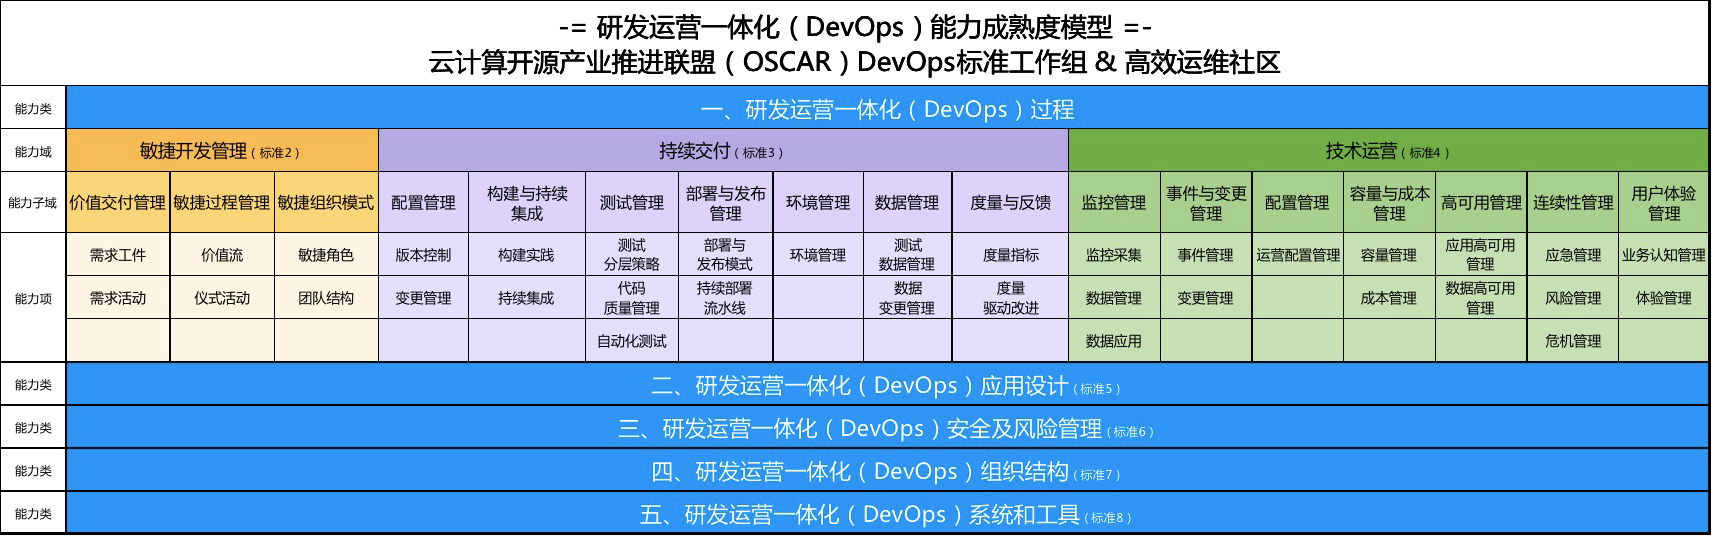 -= 研发运营一体化（DevOps）能力成熟度模型 =-
云计算开源产业推进联盟（OSCAR）DevOps标准工作组 & 高效运维社区
能力类 一、研发运营一体化（DevOps）过程
能力域 敏捷开发管理（标准2） 持续交付（标准3） 技术运营（标准4）
能力子域 价值交付管理 敏捷过程管理 敏捷组织模式 配置管理 构建与持续集成 测试管理 部署与发布管理 环境管理 数据管理 度量与反馈 监控管理 事件与变更管理 配置管理 容量与成本管理 高可用管理 连续性管理 用户体验管理
能力项
需求工件 价值流 敏捷角色 版本控制 构建实践 测试分层策略 部署与发布模式 环境管理 测试数据管理 度量指标 监控采集 事件管理 运营配置管理 容量管理 应用高可用管理 应急管理 业务认知管理
需求活动 仪式活动 团队结构 变更管理 持续集成 代码质量管理 持续部署流水线 数据变更管理 度量驱动改进 数据管理 变更管理 成本管理 数据高可用管理 风险管理 体验管理
自动化测试 数据应用 危机管理
能力类 二、研发运营一体化（DevOps）应用设计（标准5）
能力类 三、研发运营一体化（DevOps）安全及风险管理（标准6）
能力类 四、研发运营一体化（DevOps）组织结构（标准7）
能力类 五、研发运营一体化（DevOps）系统和工具（标准8）